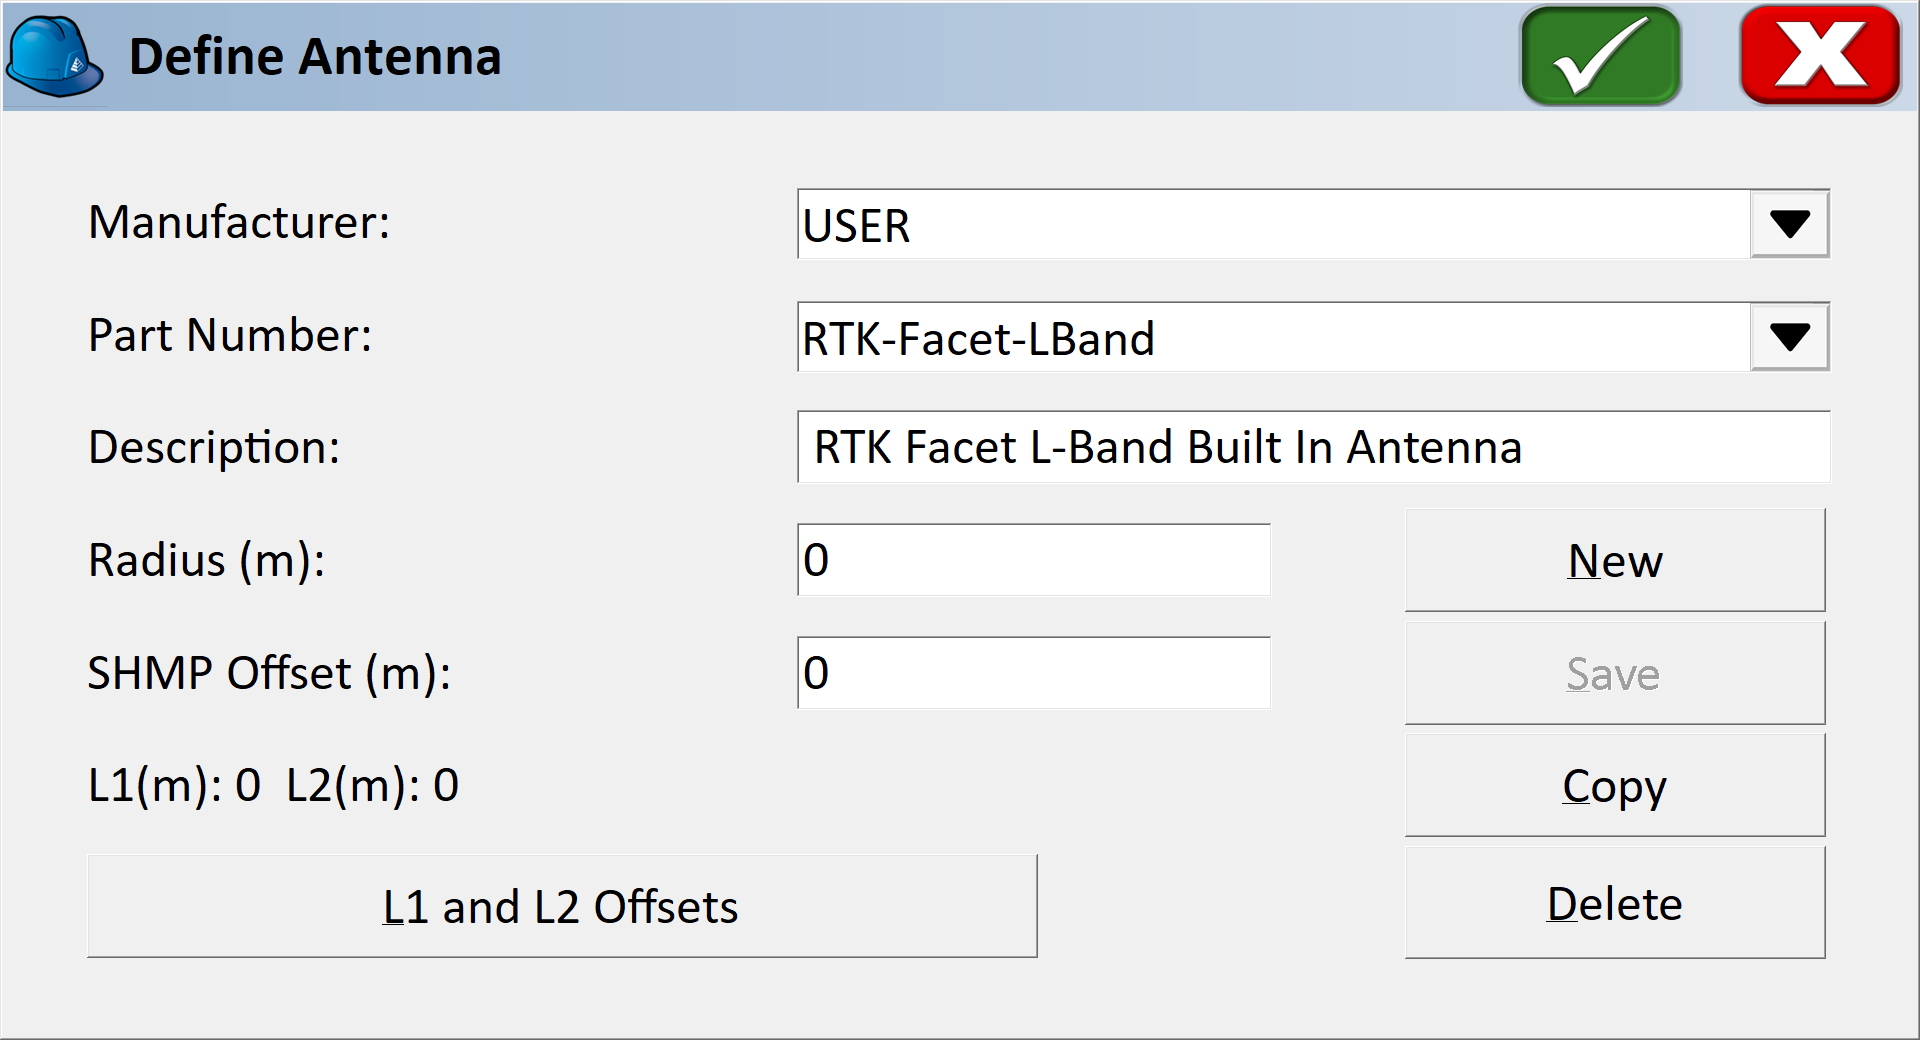 Define Antenna
Manufacturer: USER
Part Number: RTK-Facet-LBand
Description: RTK Facet L-Band Built In Antenna
Radius (m): 0 New
SHMP Offset (m): 0 Save
L1(m): 0 L2(m): 0 Copy
L1 and L2 Offsets Delete